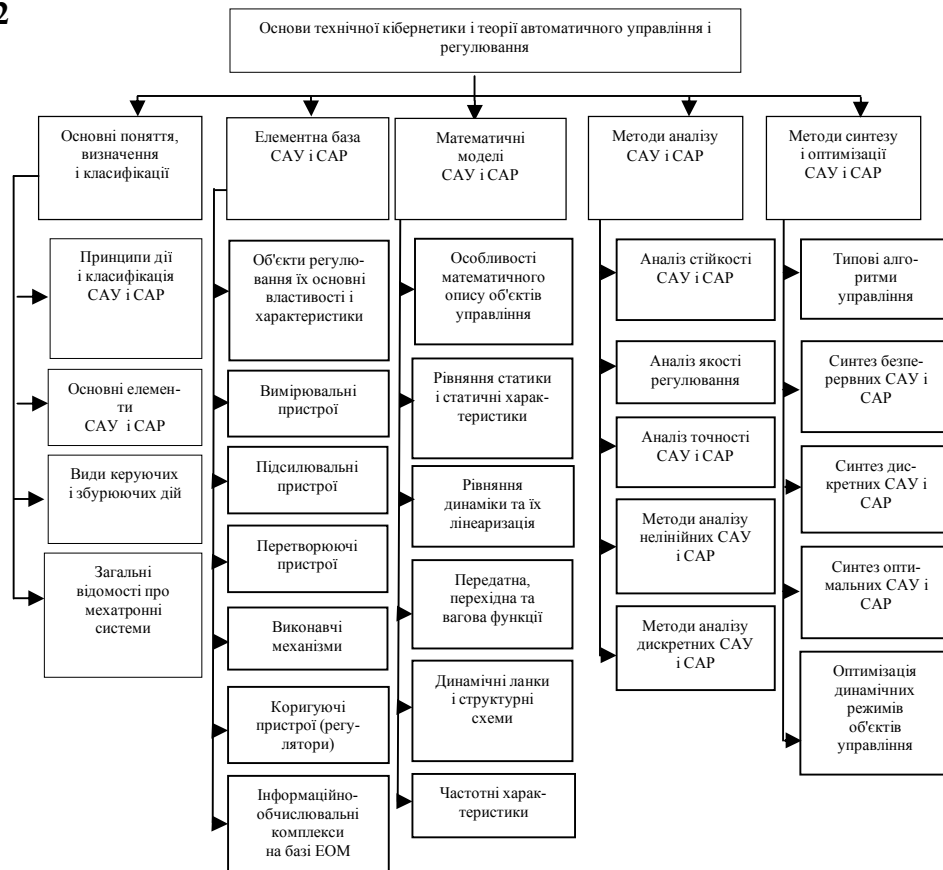 2
Основи технічної кібернетики і теорії автоматичного управління і
регулювання
Основні поняття,
визначення
і класифікації
Принципи дії
і класифікація
САУ і САР
Основні елемен-
ти
САУ і САР
Види керуючих
і збурюючих дій
Загальні
відомості про
мехатронні
системи
Елементна база
САУ і САР
Об'єкти регулю-
вання їх основні
властивості і
характеристики
Вимірювальні
пристрої
Підсилювальні
пристрої
Перетворюючі
пристрої
Виконавчі
механізми
Коригуючі
пристрої (регу-
лятори)
Інформаційно-
обчислювальні
комплекси
на базі ЕОМ
Математичні
моделі
САУ і САР
Особливості
математичного
опису об'єктів
управління
Рівняння статики
і статичні харак-
теристики
Рівняння
динаміки та їх
лінеаризація
Передатна,
перехідна та
вагова функції
Динамічні ланки
і структурні
схеми
Частотні харак-
теристики
Методи аналізу
САУ і САР
Аналіз стійкості
САУ і САР
Аналіз якості
регулювання
Аналіз точності
САУ і САР
Методи аналізу
нелінійних САУ
і САР
Методи аналізу
дискретних САУ
і САР
Методи синтезу
і оптимізації
САУ і САР
Типові алго-
ритми
управління
Синтез безпе-
рервних САУ і
САР
Синтез дис-
кретних САУ і
САР
Синтез опти-
мальних САУ і
САР
Оптимізація
динамічних
режимів
об'єктів
управління